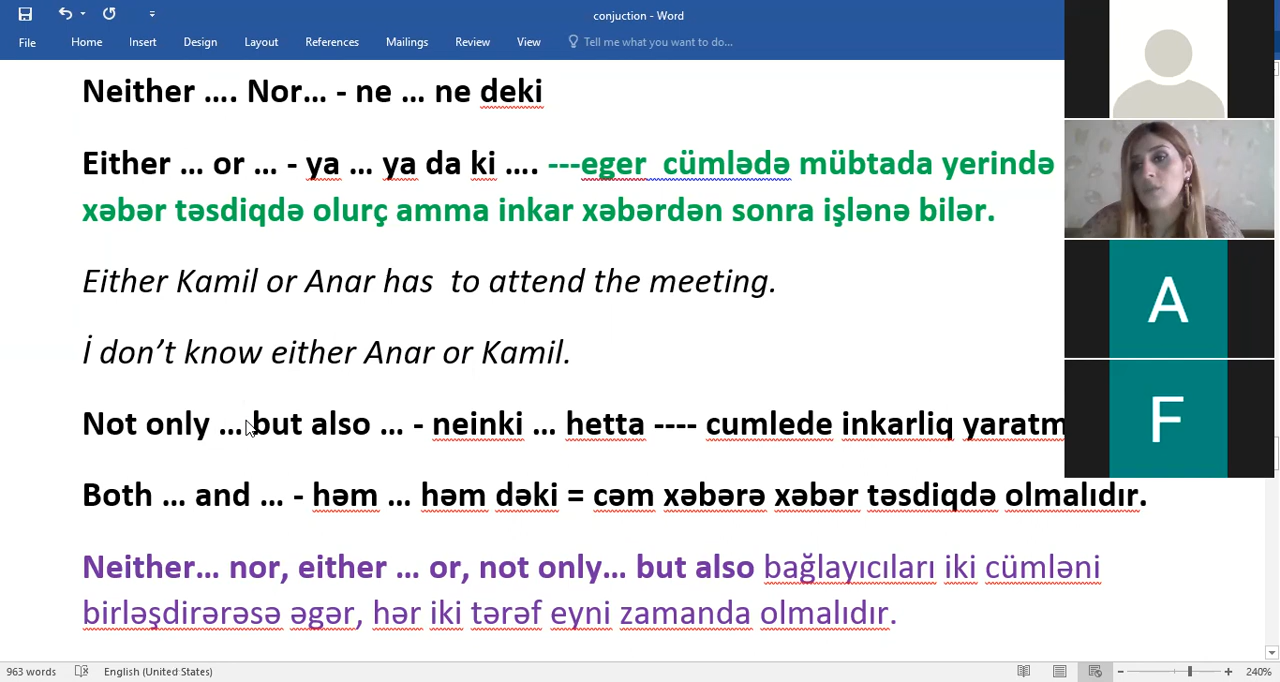 conjuction - Word
File Home Insert Design Layout References Mailings Review View Tell me what you want to do...
Neither …. Nor… - ne … ne deki
Either … or … - ya … ya da ki …. ---eger cümlədə mübtada yerində
xəbər təsdiqdə olurç amma inkar xəbərdən sonra işlənə bilər.
Either Kamil or Anar has to attend the meeting.
İ don’t know either Anar or Kamil.
Not only … but also … - neinki … hetta ---- cumlede inkarliq
Both … and … - həm … həm dəki = cəm xəbərə xəbər təsdiqdə olmalıdır.
Neither… nor, either … or, not only… but also bağlayıcıları iki cümləni
birləşdirərəsə əgər, hər iki tərəf eyni zamanda olmalıdır.
A
F
963 words English (United States) 240%